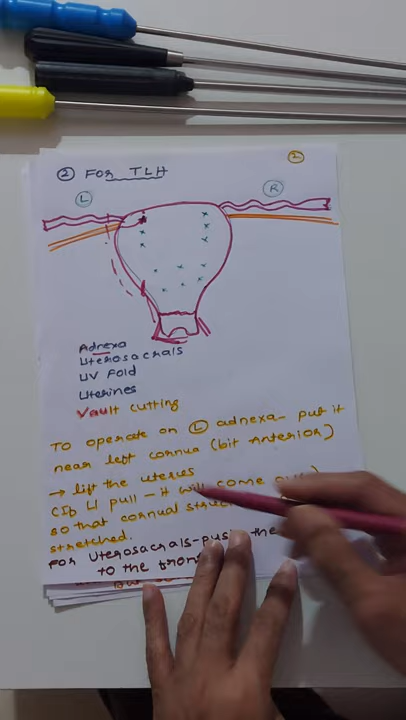 ② FOR TLH
②
L
R
Adnexa
Uterosacrals
UV Fold
Uterines
Vault cutting
To operate on Ⓛ adnexa - put it
near left cornua (bit Anterior)
→ lift the uterus
pull - it will come
so that cornual
stretched.
For Uterosacrals - push the
to the